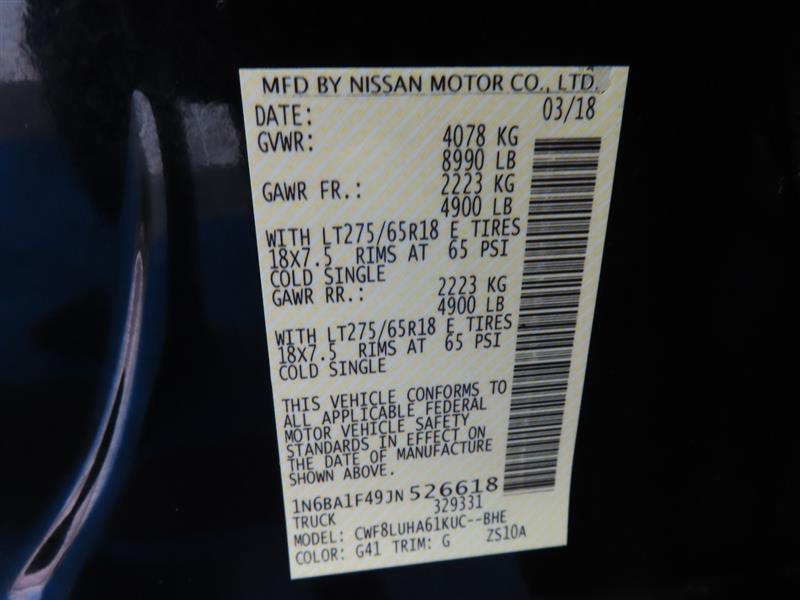 MFD BY NISSAN MOTOR CO., LTD.
DATE: 03/18
GVWR: 4078 KG
8990 LB
GAWR FR.: 2223 KG
4900 LB
WITH LT275/65R18 E TIRES
18X7.5 RIMS AT 65 PSI
COLD SINGLE
GAWR RR.: 2223 KG
4900 LB
WITH LT275/65R18 E TIRES
18X7.5 RIMS AT 65 PSI
COLD SINGLE
THIS VEHICLE CONFORMS TO
ALL APPLICABLE FEDERAL
MOTOR VEHICLE SAFETY
STANDARDS IN EFFECT ON
THE DATE OF MANUFACTURE
SHOWN ABOVE.
1N6BA1F49JN 526618
TRUCK 329331
MODEL: CWF8LUHA61KUC--BHE
COLOR: G41 TRIM: G ZS10A